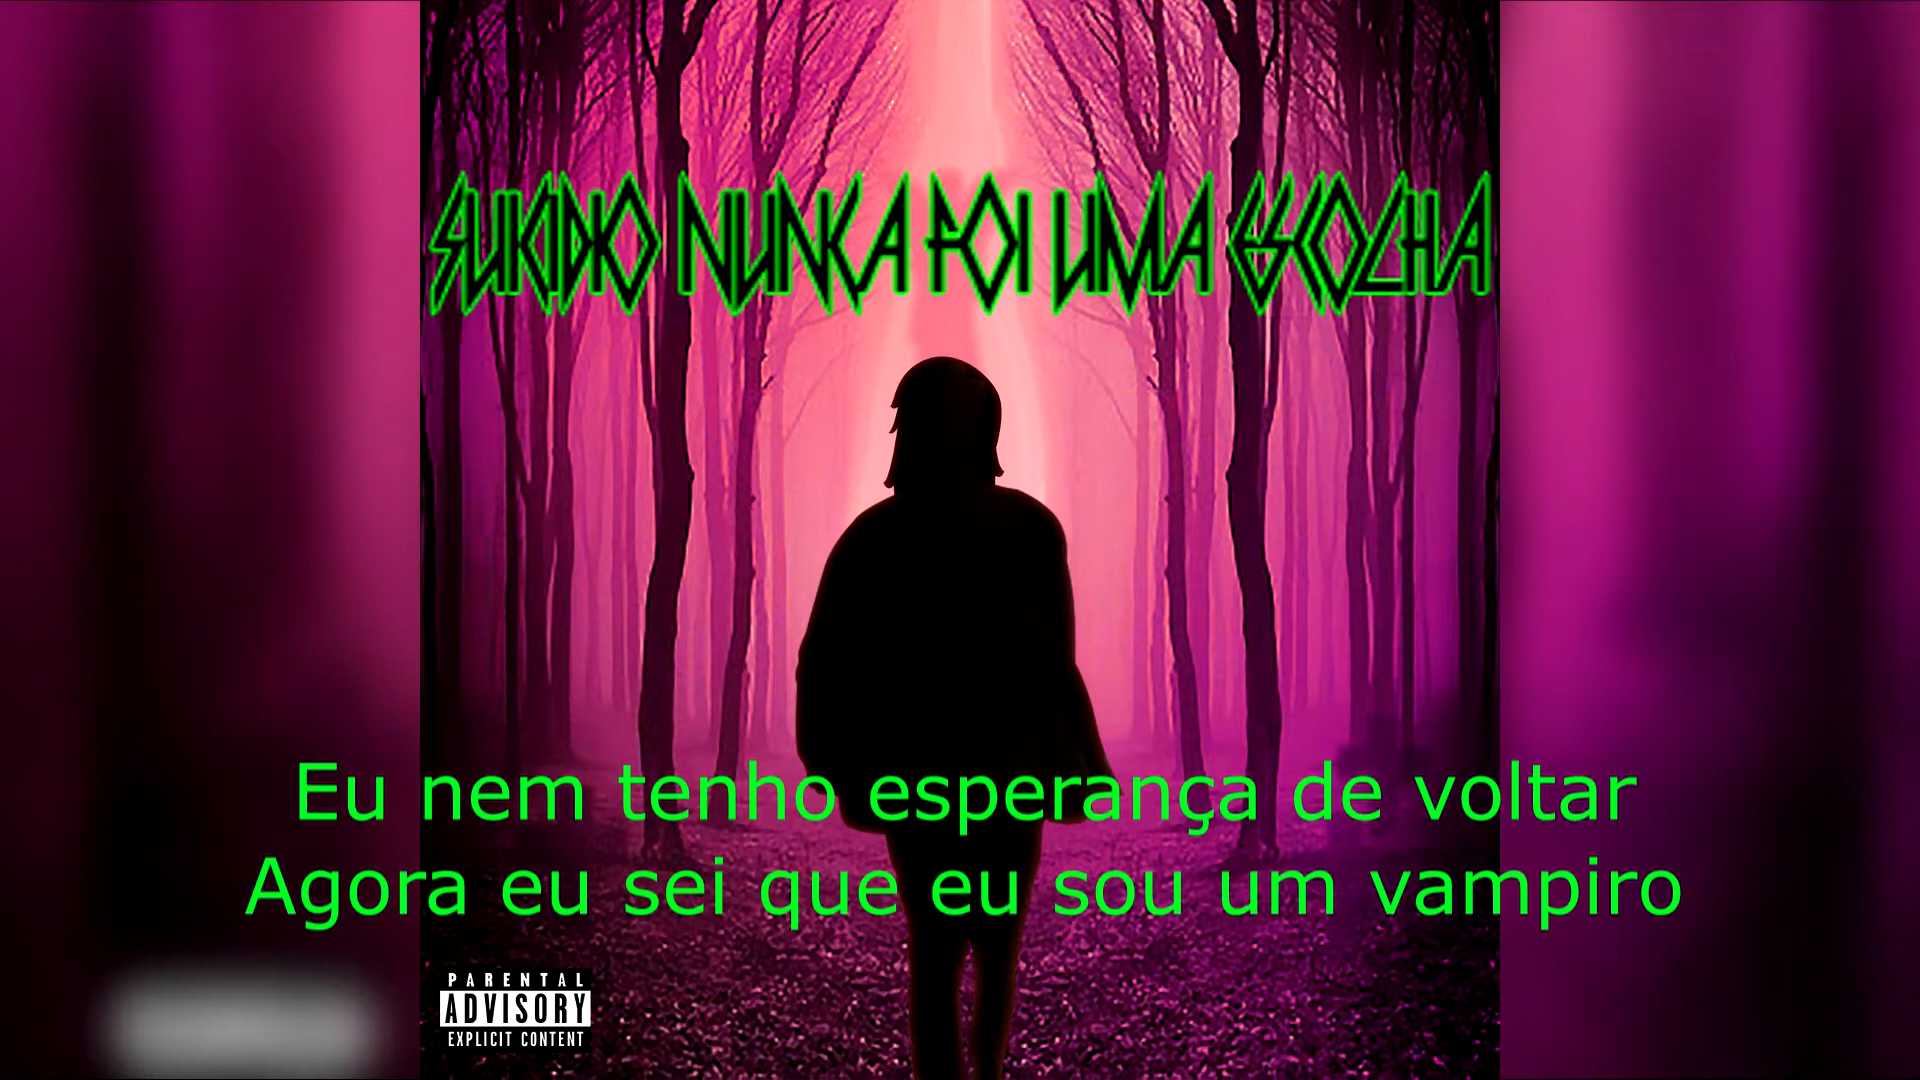 SUICIDIO NUNCA FOI UMA ESCOLHA
Eu nem tenho esperança de voltar
Agora eu sei que eu sou um vampiro
PARENTAL
ADVISORY
EXPLICIT CONTENT